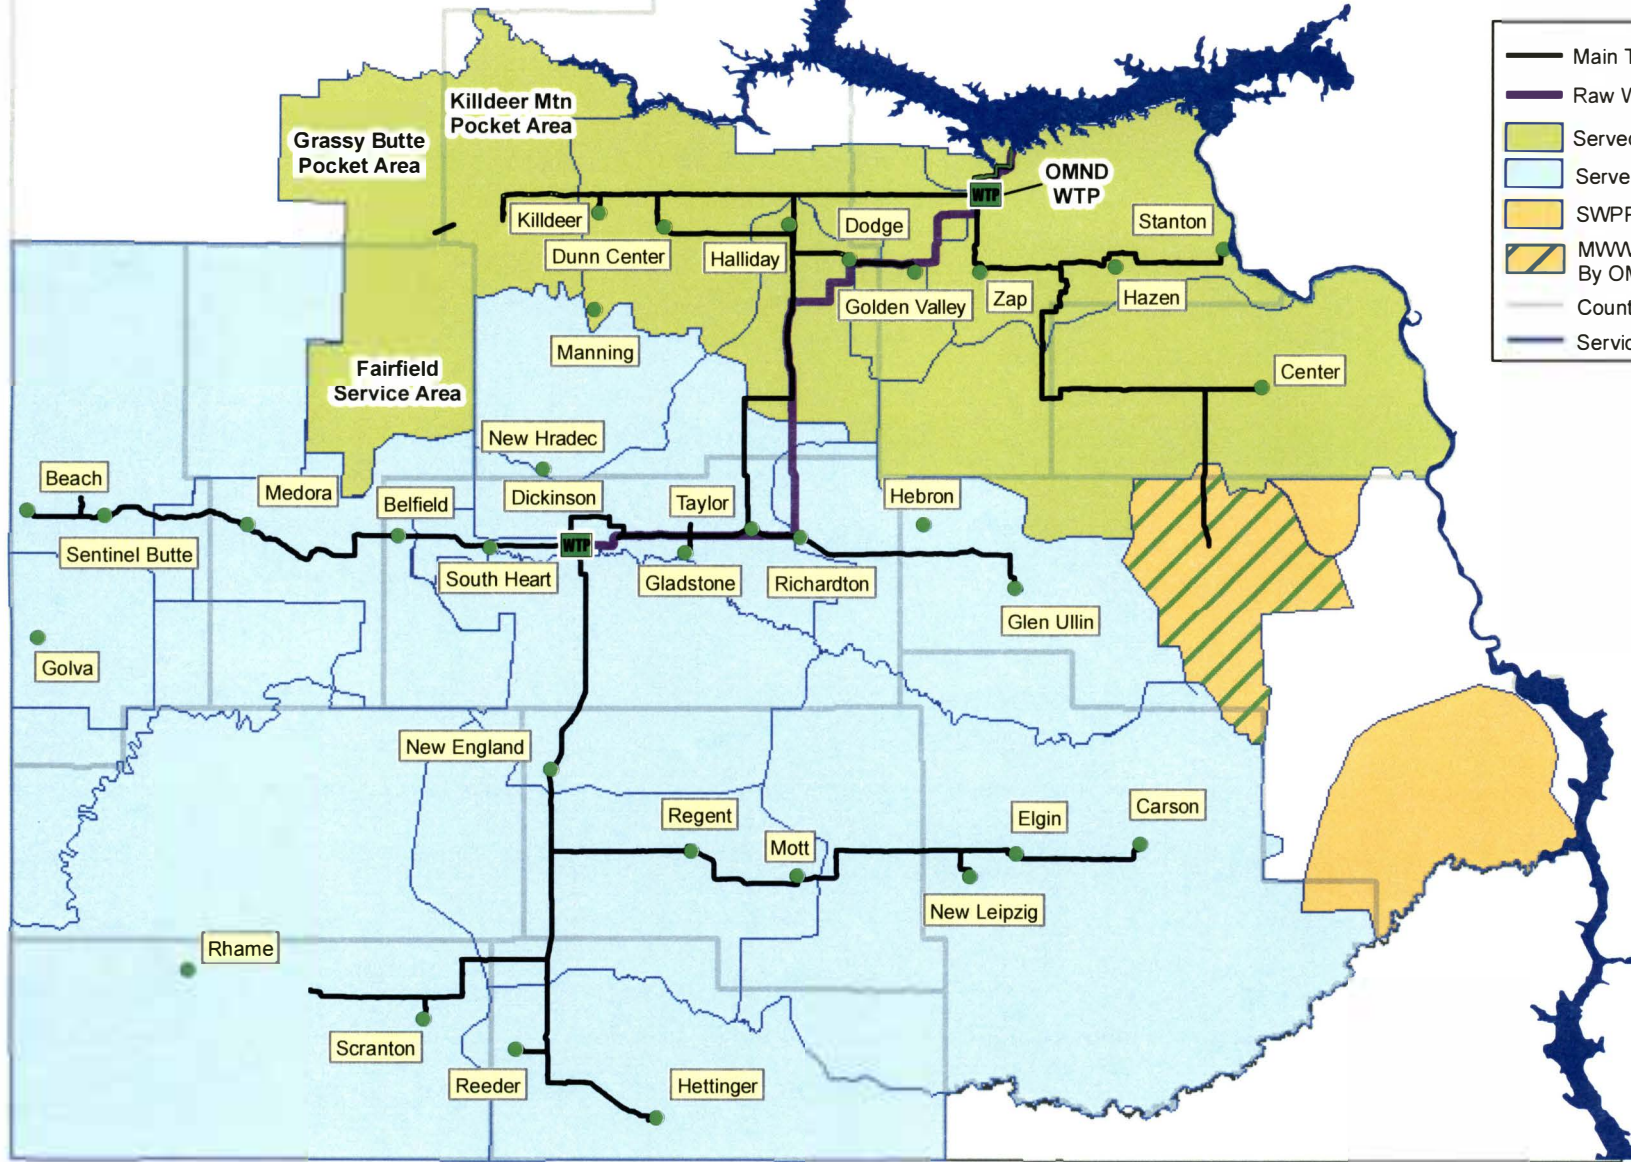 Killdeer Mtn
Pocket Area
Grassy Butte
Pocket Area
OMND
WTP
WTP
Killdeer
Dunn Center
Halliday
Dodge
Stanton
Golden Valley
Zap
Hazen
Manning
Center
Fairfield
Service Area
New Hradec
Beach
Medora
Belfield
Dickinson
Taylor
Hebron
WTP
Sentinel Butte
South Heart
Gladstone
Richardton
Glen Ullin
Golva
New England
Regent
Mott
Elgin
Carson
New Leipzig
Rhame
Scranton
Reeder
Hettinger
Main T
Raw W
Served
Serve
SWPP
MWW
By OM
Count
Servic